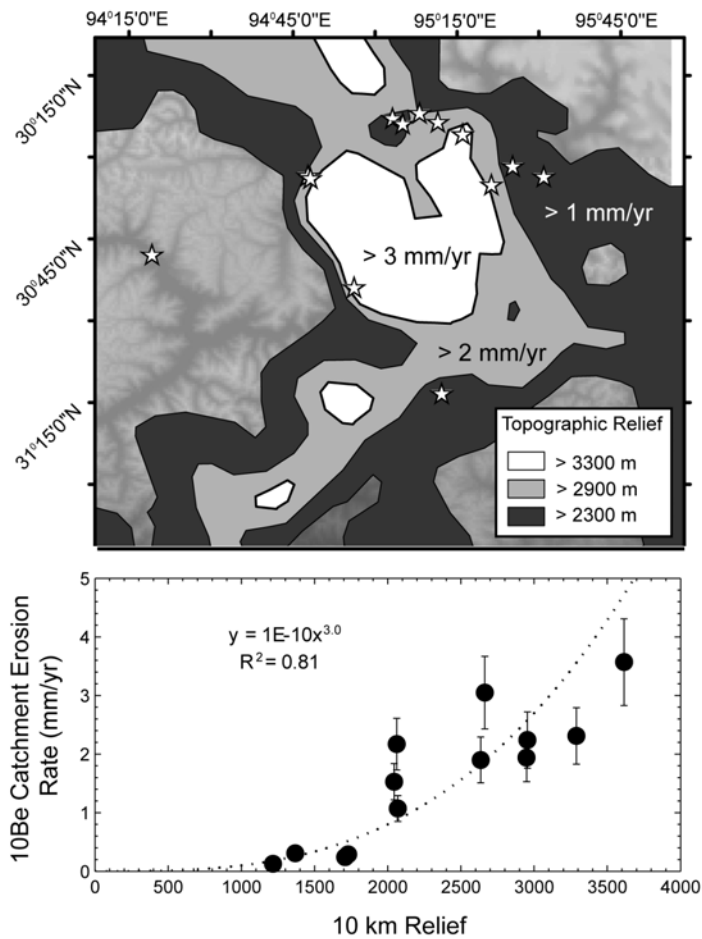 94°15'0"E 94°45'0"E 95°15'0"E 95°45'0"E
30°15'0"N
30°45'0"N
31°15'0"N
> 1 mm/yr
> 3 mm/yr
> 2 mm/yr
Topographic Relief
> 3300 m
> 2900 m
> 2300 m
10Be Catchment Erosion
Rate (mm/yr)
5
4
3
2
1
0
y = 1E-10x^3.0
R² = 0.81
0 500 1000 1500 2000 2500 3000 3500 4000
10 km Relief